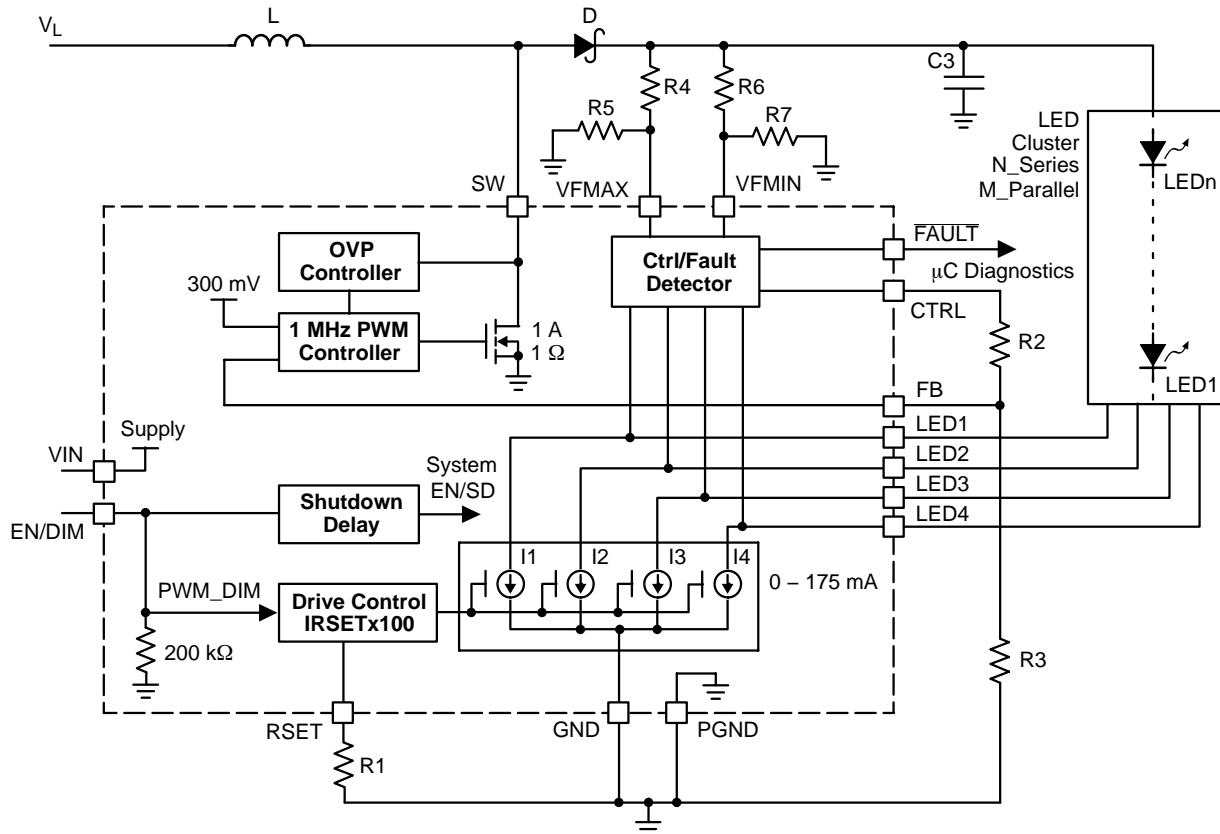 VL
L
D
C3
R4
R6
R5
R7
LED
Cluster
N_Series
M_Parallel
LEDn
LED1
SW
VFMAX
VFMIN
OVP
Controller
300 mV
1 MHz PWM
Controller
1 A
1 Ω
Ctrl/Fault
Detector
FAULT
μC Diagnostics
CTRL
R2
FB
LED1
LED2
LED3
LED4
Supply
VIN
EN/DIM
Shutdown
Delay
System
EN/SD
I1
I2
I3
I4
0 – 175 mA
PWM_DIM
Drive Control
IRSETx100
200 kΩ
R3
RSET
GND
PGND
R1